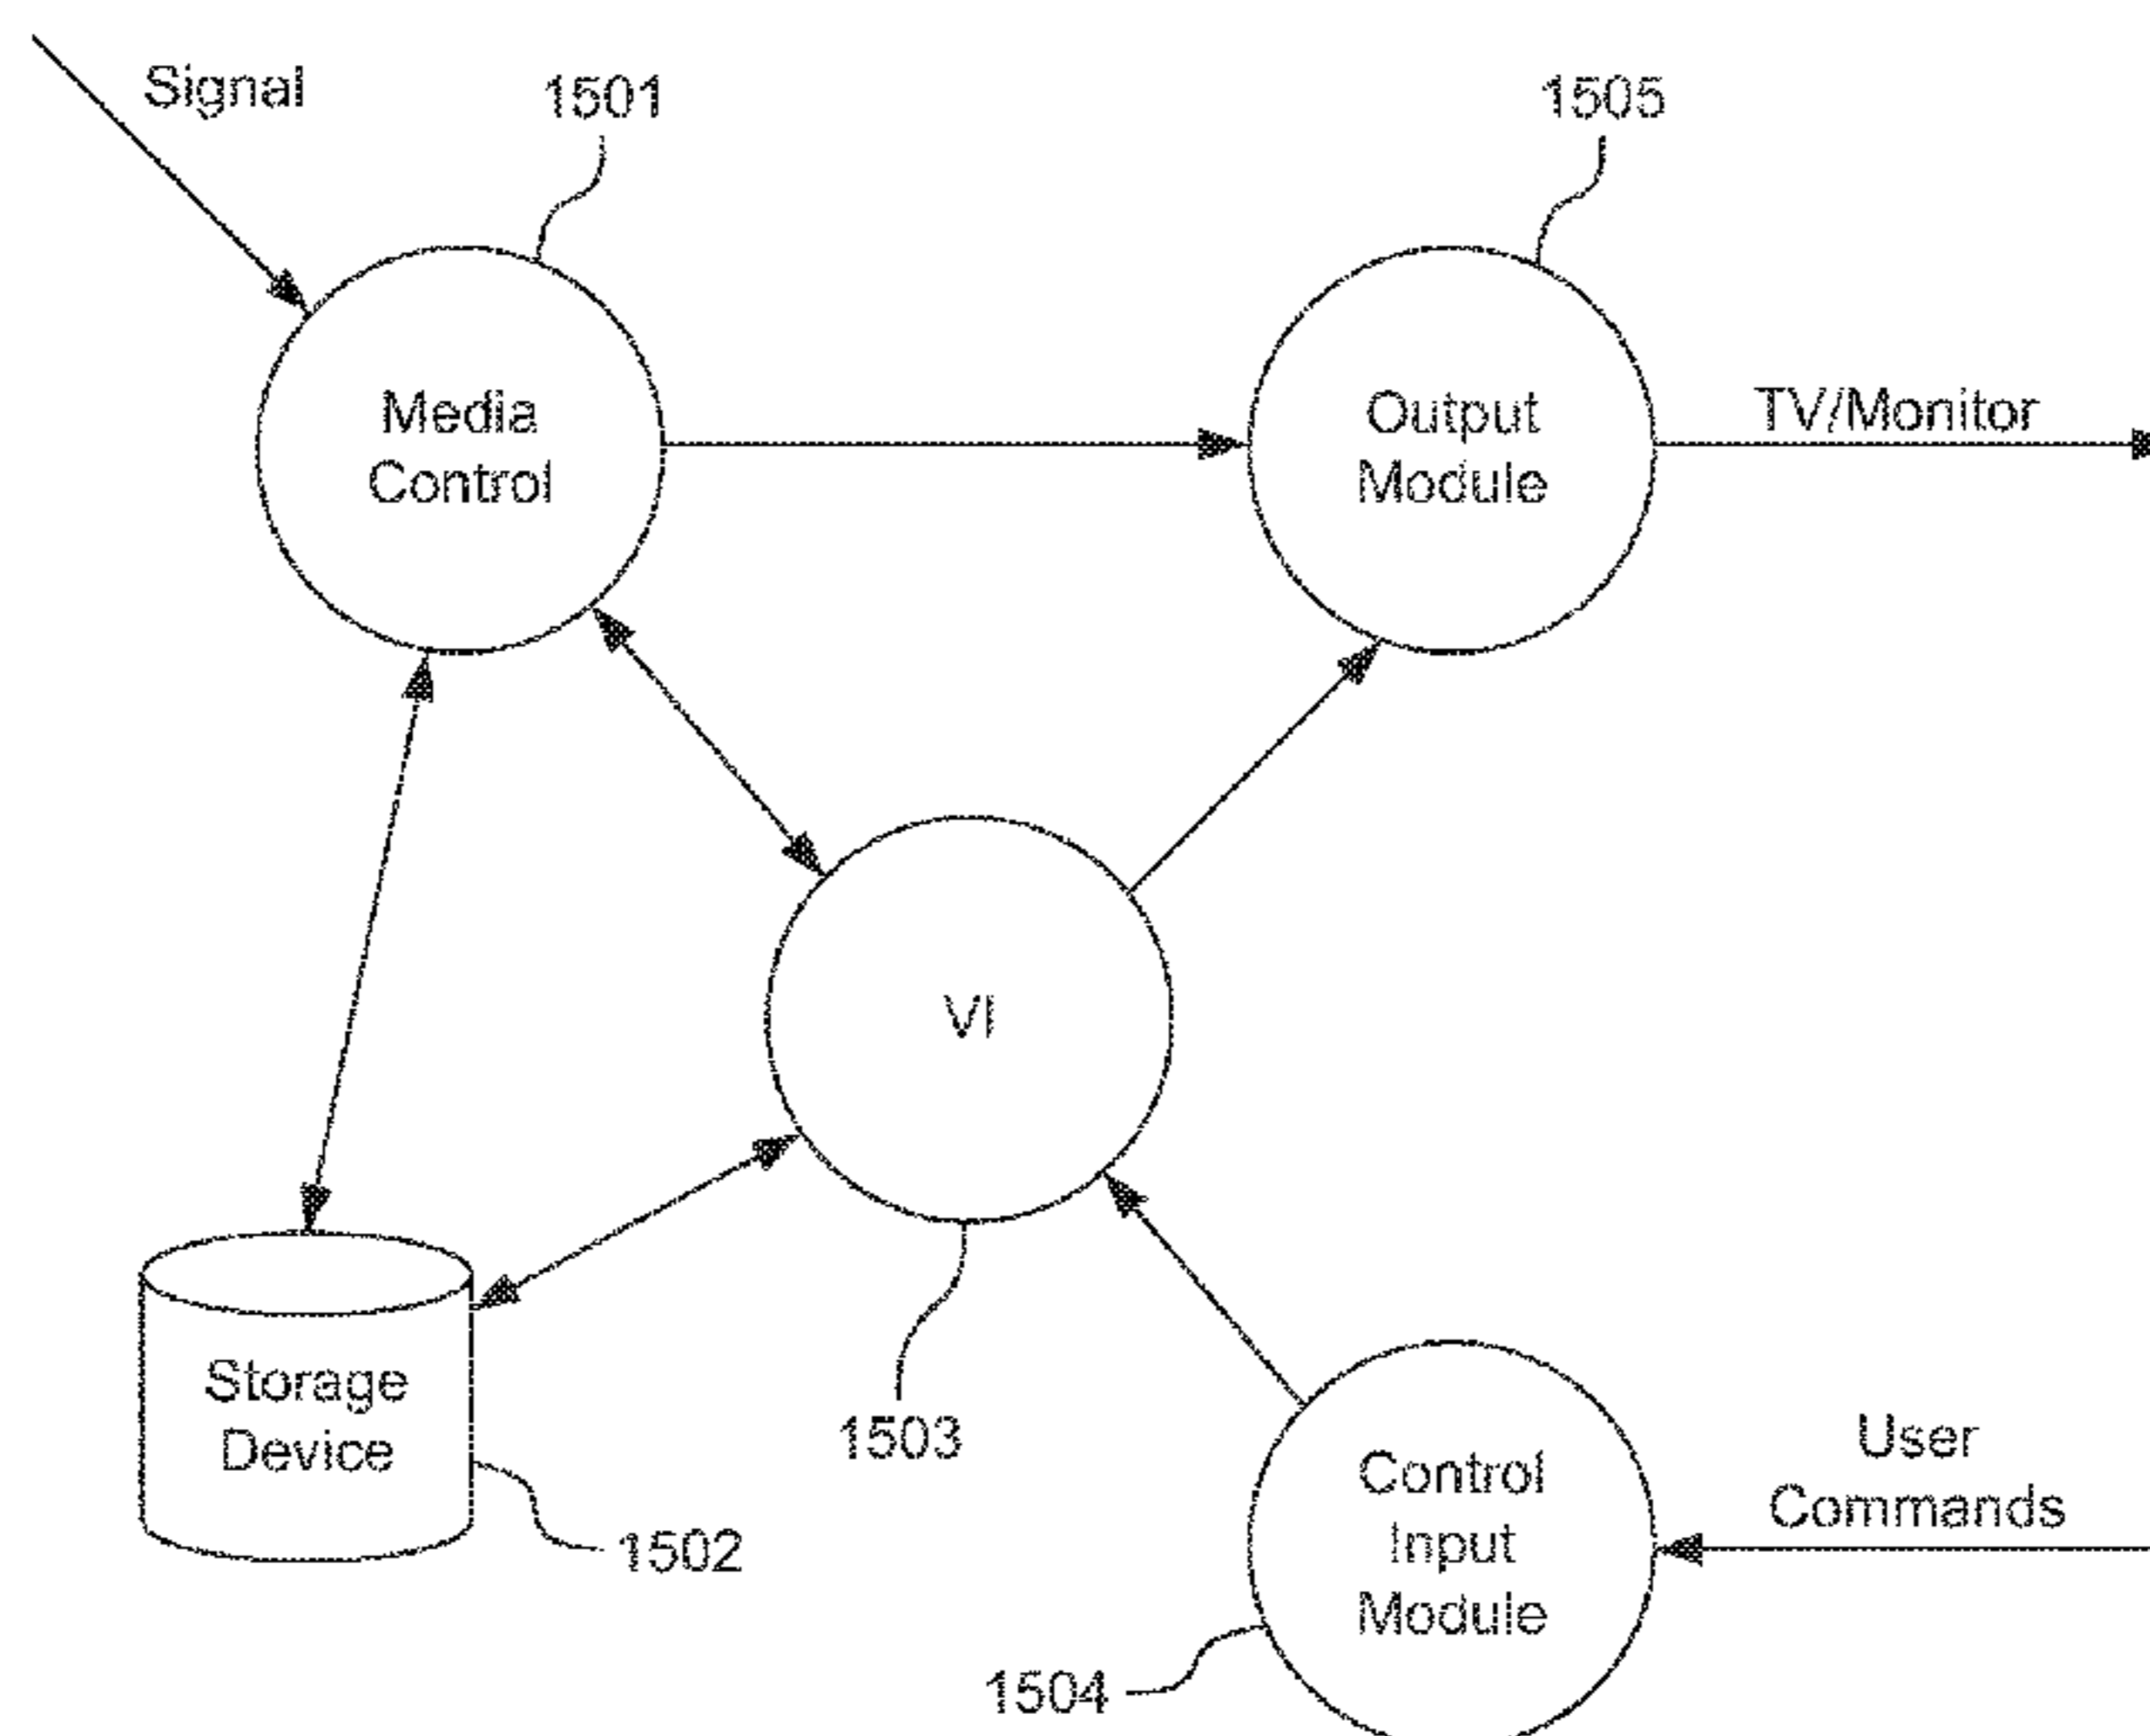 Signal
1501
1505
Media
Control
Output
Module
TV/Monitor
VI
Storage
Device
1503
1502
Control
Input
Module
User
Commands
1504